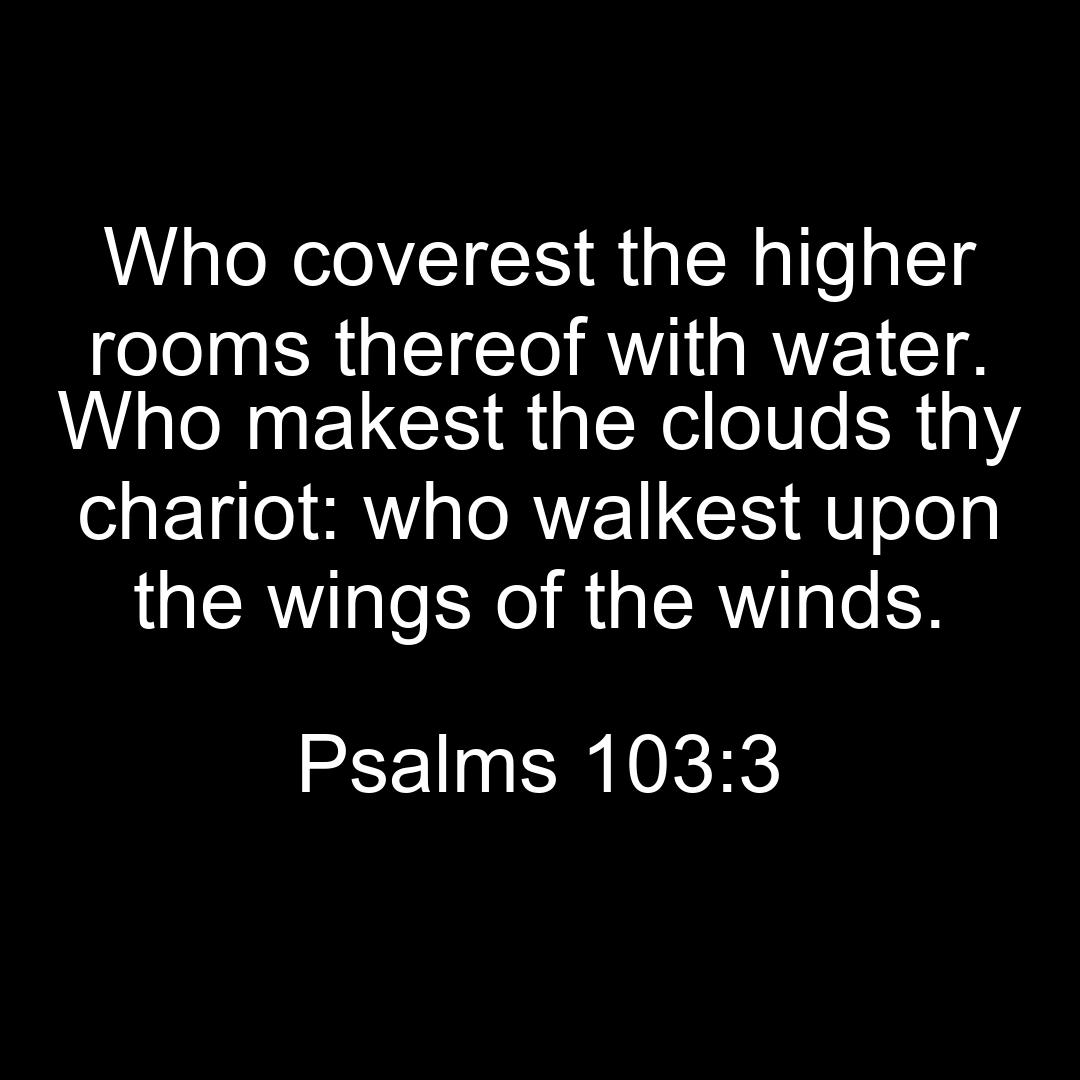 Who coverest the higher
rooms thereof with water.
Who makest the clouds thy
chariot: who walkest upon
the wings of the winds.
Psalms 103:3